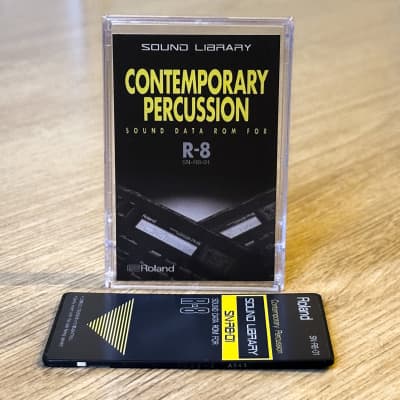 SOUND LIBRARY
CONTEMPORARY
PERCUSSION
SOUND DATA ROM FOR
R-8
SN-R8-01
Roland
Roland
SN-R8-01
Contemporary Percussion
SOUND LIBRARY
SN-R8-01
SOUND DATA ROM FOR
R-8